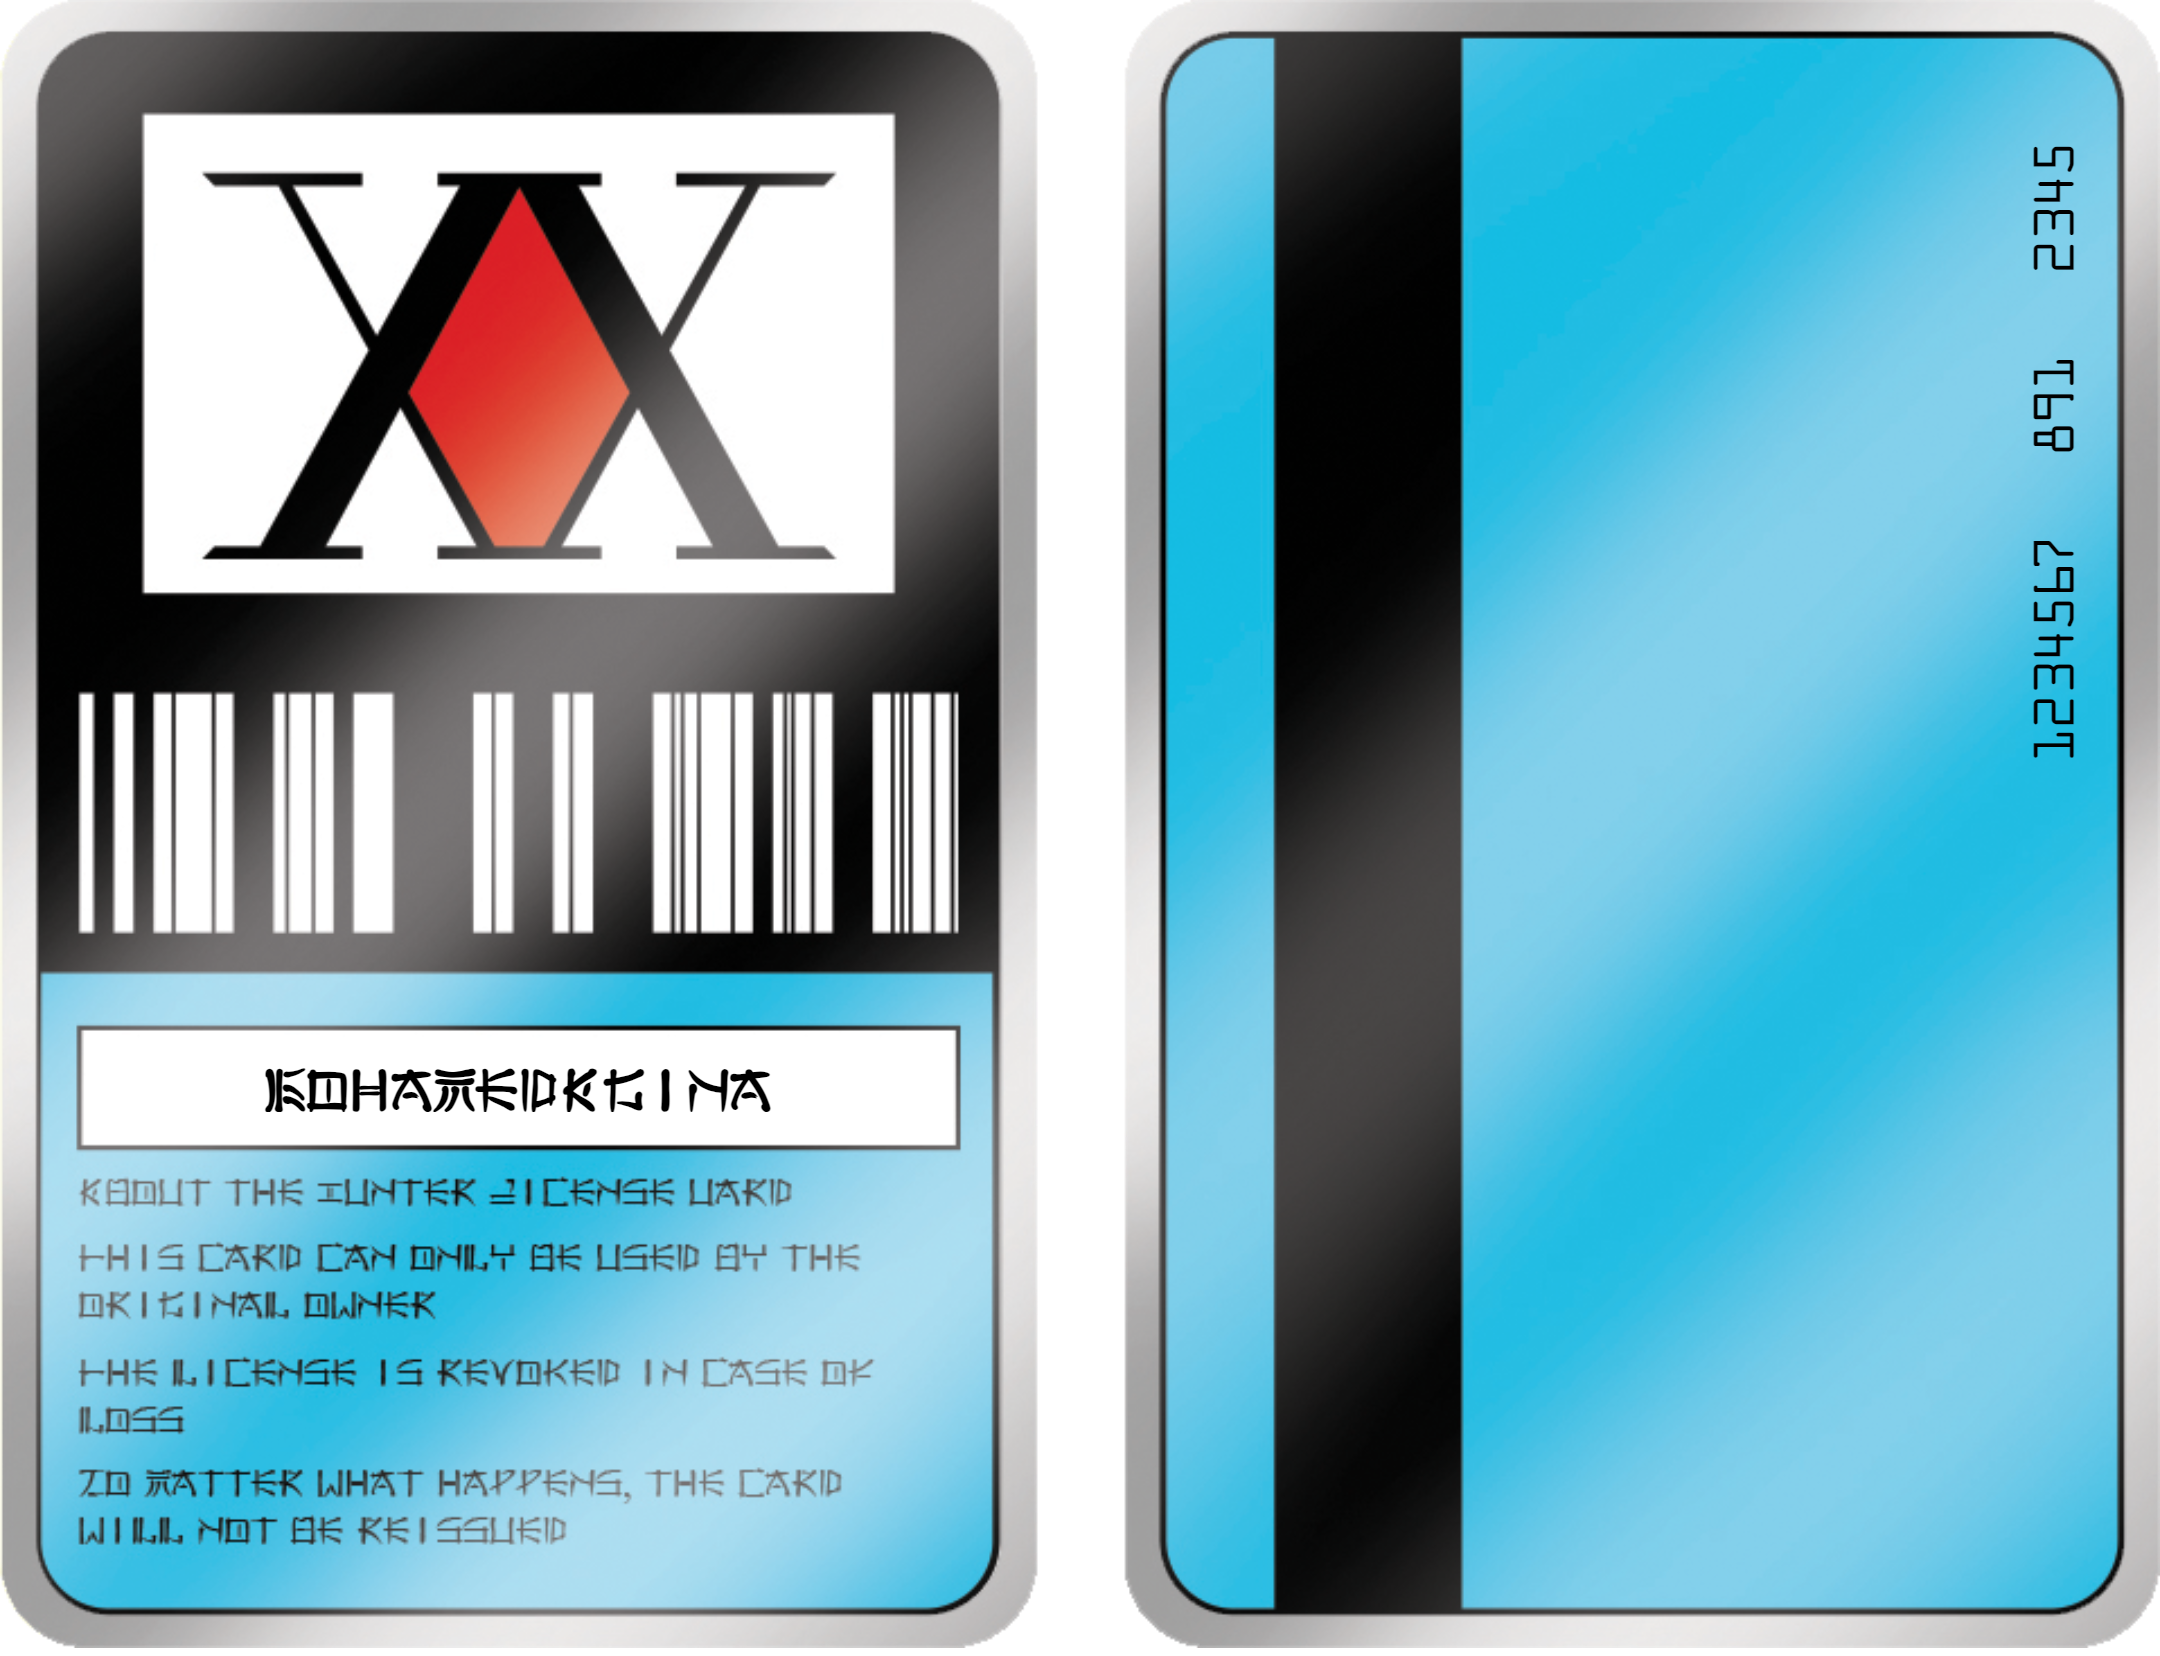 MohamedAgina
About the Hunter License Card
This card can only be used by the
original owner
The license is revoked in case of
loss
No matter what happens, the card
will not be reissued
1234567 891 2345